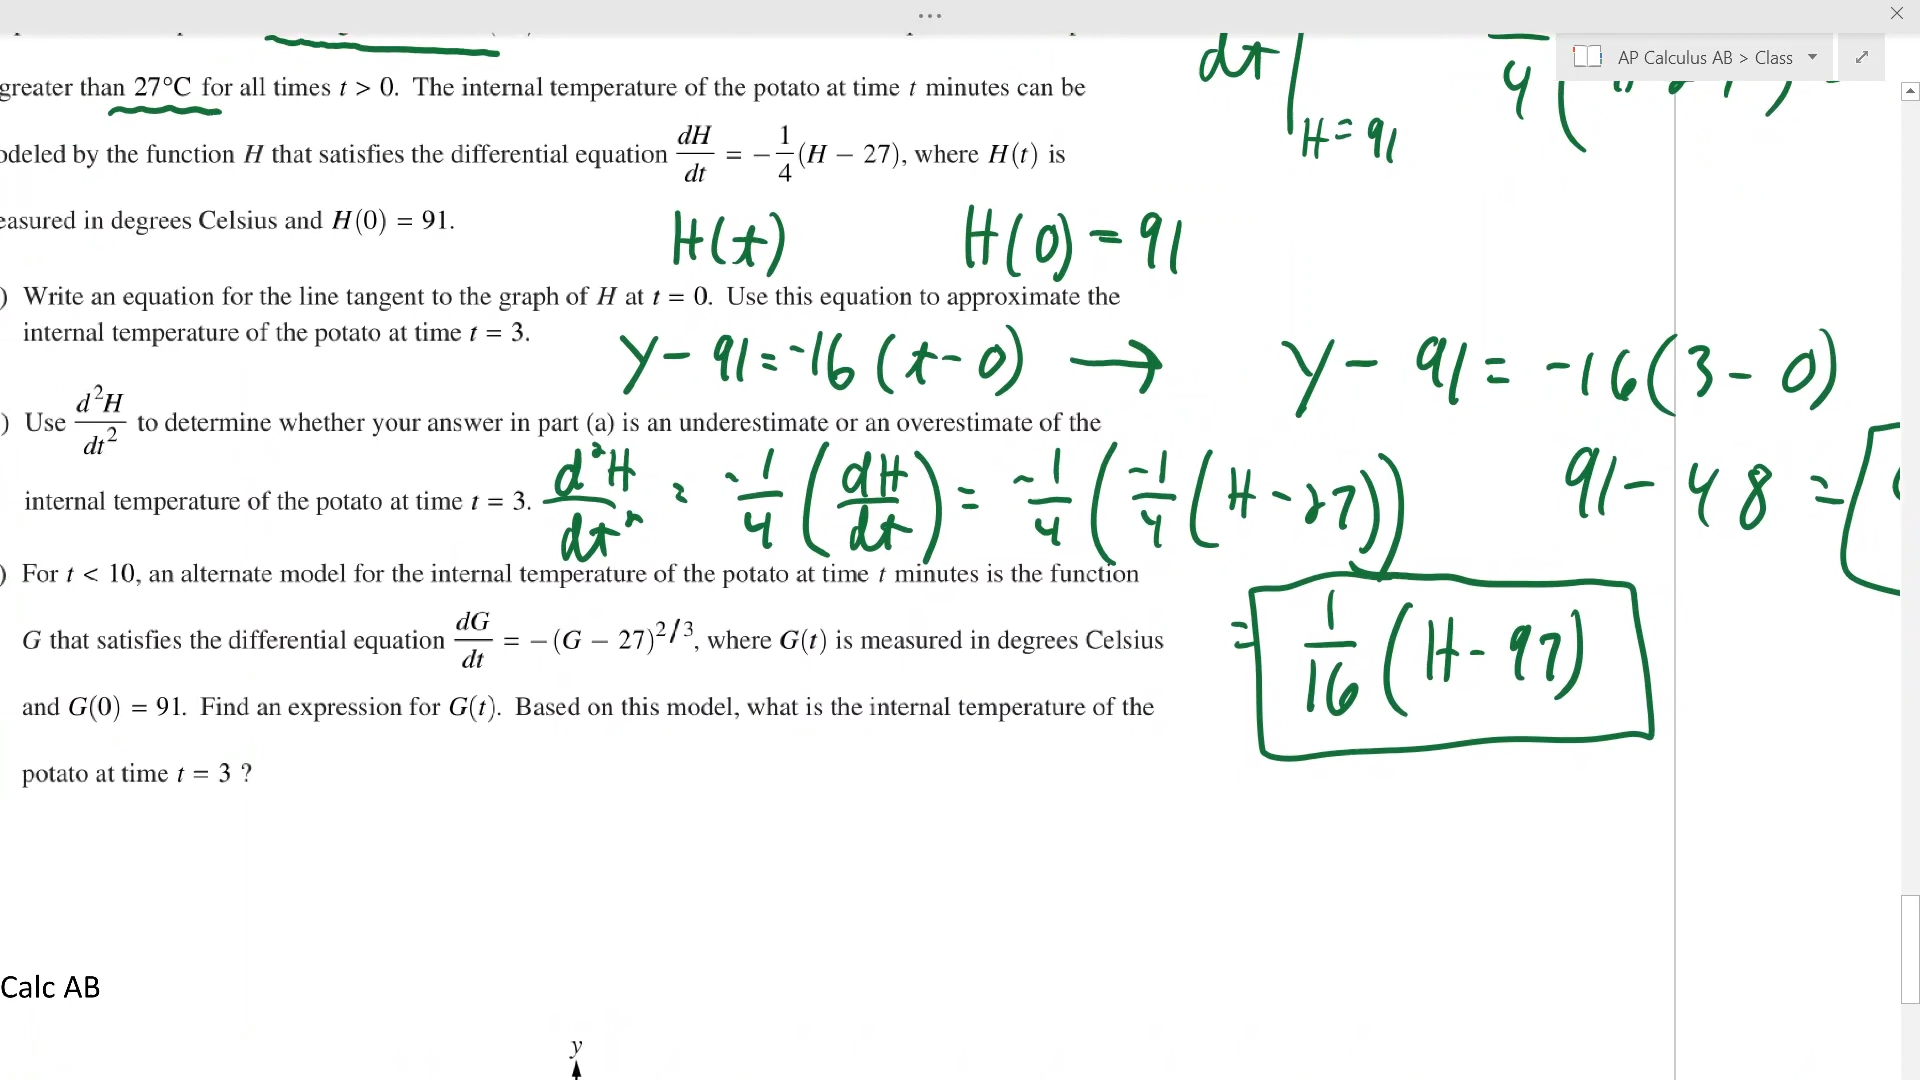 AP Calculus AB > Class
dt | H = 91
4 (
greater than 27°C for all times t > 0. The internal temperature of the potato at time t minutes can be
odeled by the function H that satisfies the differential equation dH/dt = −1/4(H − 27), where H(t) is
easured in degrees Celsius and H(0) = 91.
H(t) H(0) = 91
) Write an equation for the line tangent to the graph of H at t = 0. Use this equation to approximate the
internal temperature of the potato at time t = 3.
y - 91 = -16 (t - 0) → y - 91 = -16(3 - 0)
) Use d²H/dt² to determine whether your answer in part (a) is an underestimate or an overestimate of the
internal temperature of the potato at time t = 3.
d²H/dt² = -1/4 (dH/dt) = -1/4 (-1/4 (H - 27))
91 - 48 =
) For t < 10, an alternate model for the internal temperature of the potato at time t minutes is the function
= 1/16 (H - 97)
G that satisfies the differential equation dG/dt = −(G − 27)^2/3, where G(t) is measured in degrees Celsius
and G(0) = 91. Find an expression for G(t). Based on this model, what is the internal temperature of the
potato at time t = 3 ?
Calc AB
y